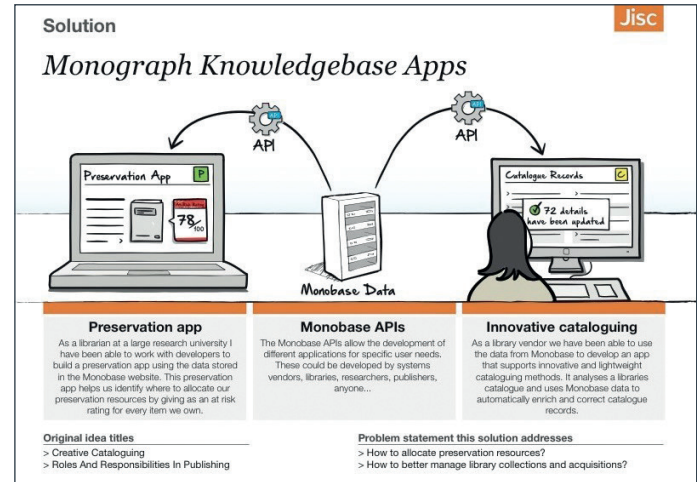 Solution
Jisc
Monograph Knowledgebase Apps
API
API
API
API
Preservation App
P
78/100
Catalogue Records
C
72 details
have been updated
Monobase Data
Preservation app
As a librarian at a large research university I
have been able to work with developers to
build a preservation app using the data stored
in the Monobase website. This preservation
app helps us identify where to allocate our
preservation resources by giving as an at risk
rating for every item we own.
Monobase APIs
The Monobase APIs allow the development of
different applications for specific user needs.
These could be developed by systems
vendors, libraries, researchers, publishers,
anyone...
Innovative cataloguing
As a library vendor we have been able to use
the data from Monobase to develop an app
that supports innovative and lightweight
cataloguing methods. It analyses a libraries
catalogue and uses Monobase data to
automatically enrich and correct catalogue
records.
Original idea titles
> Creative Cataloguing
> Roles And Responsibilities In Publishing
Problem statement this solution addresses
> How to allocate preservation resources?
> How to better manage library collections and acquisitions?